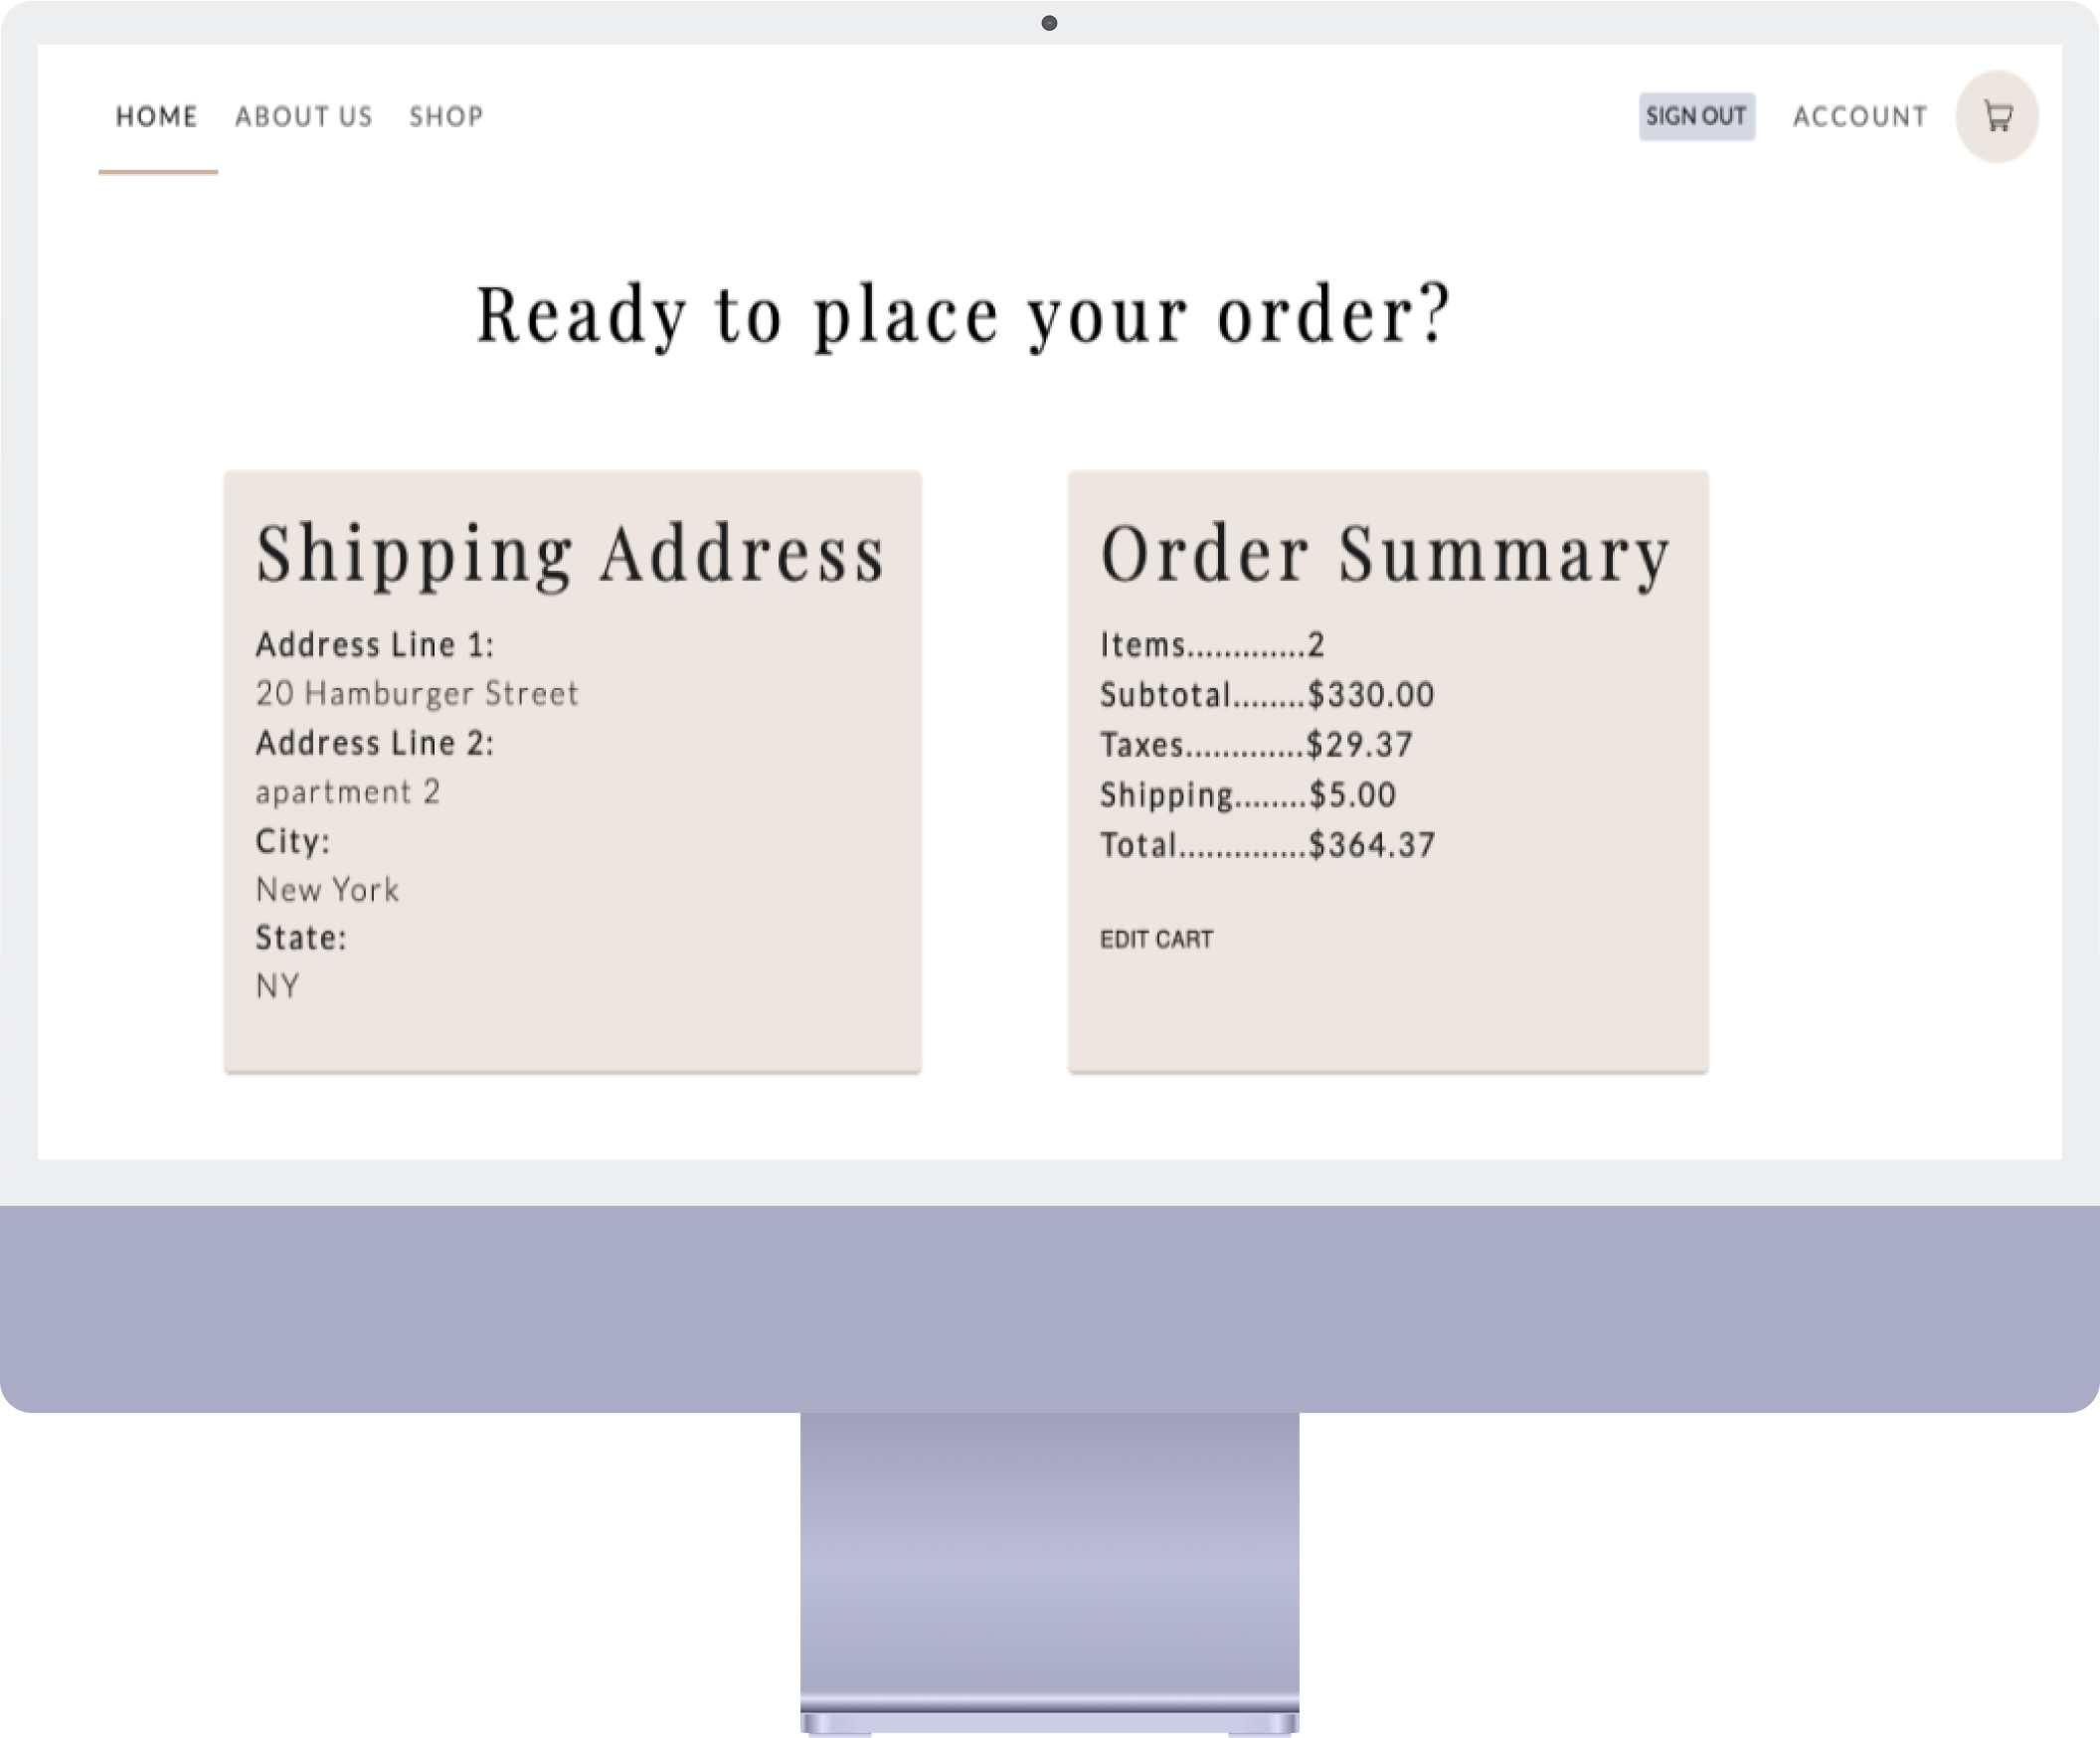 HOME ABOUT US SHOP SIGN OUT ACCOUNT
Ready to place your order?
Shipping Address
Address Line 1:
20 Hamburger Street
Address Line 2:
apartment 2
City:
New York
State:
NY
Order Summary
Items.............2
Subtotal........$330.00
Taxes.............$29.37
Shipping........$5.00
Total..............$364.37
EDIT CART